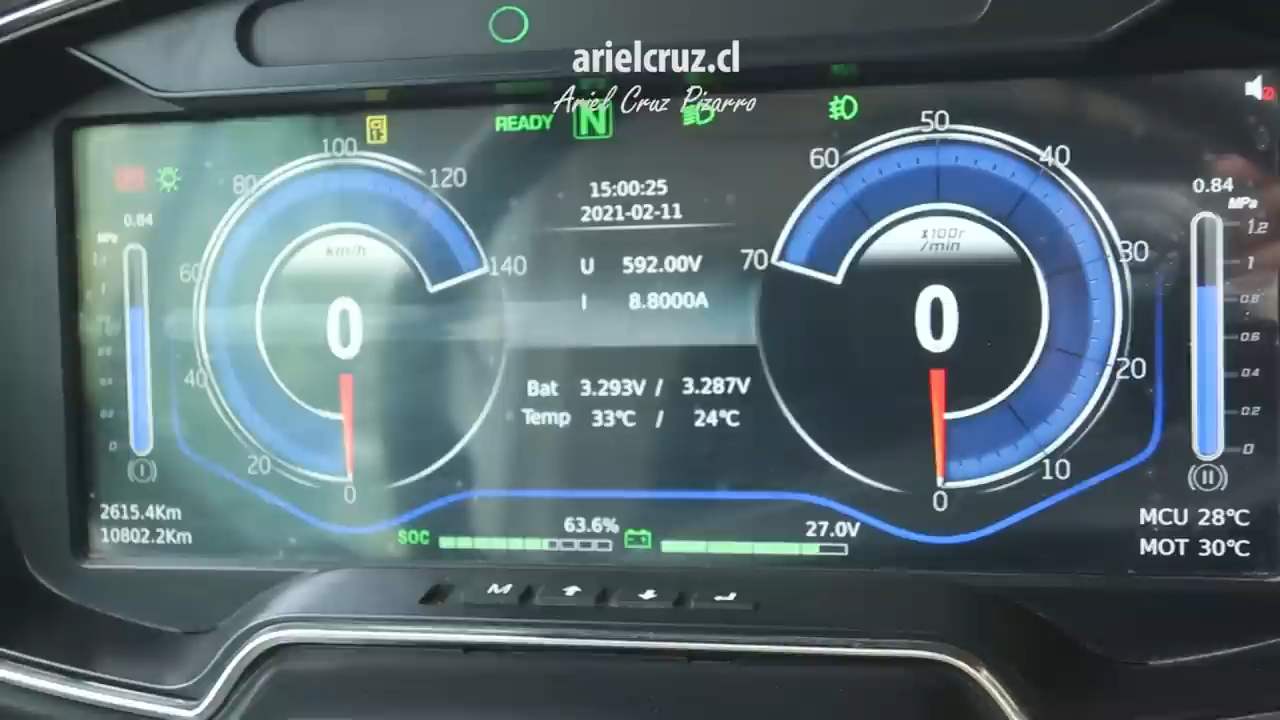 arielcruz.cl
Ariel Cruz Pizarro
READY
N
15:00:25
2021-02-11
U 592.00V
I 8.8000A
Bat 3.293V / 3.287V
Temp 33℃ / 24℃
0
20
40
60
80
100
120
140
km/h
0
70
60
50
40
30
20
10
0
x100r
/min
0
0.84
0.84
MPa
1.2
1
0.8
0.6
0.4
0.2
0
2615.4Km
10802.2Km
SOC 63.6%
27.0V
MCU 28℃
MOT 30℃
M